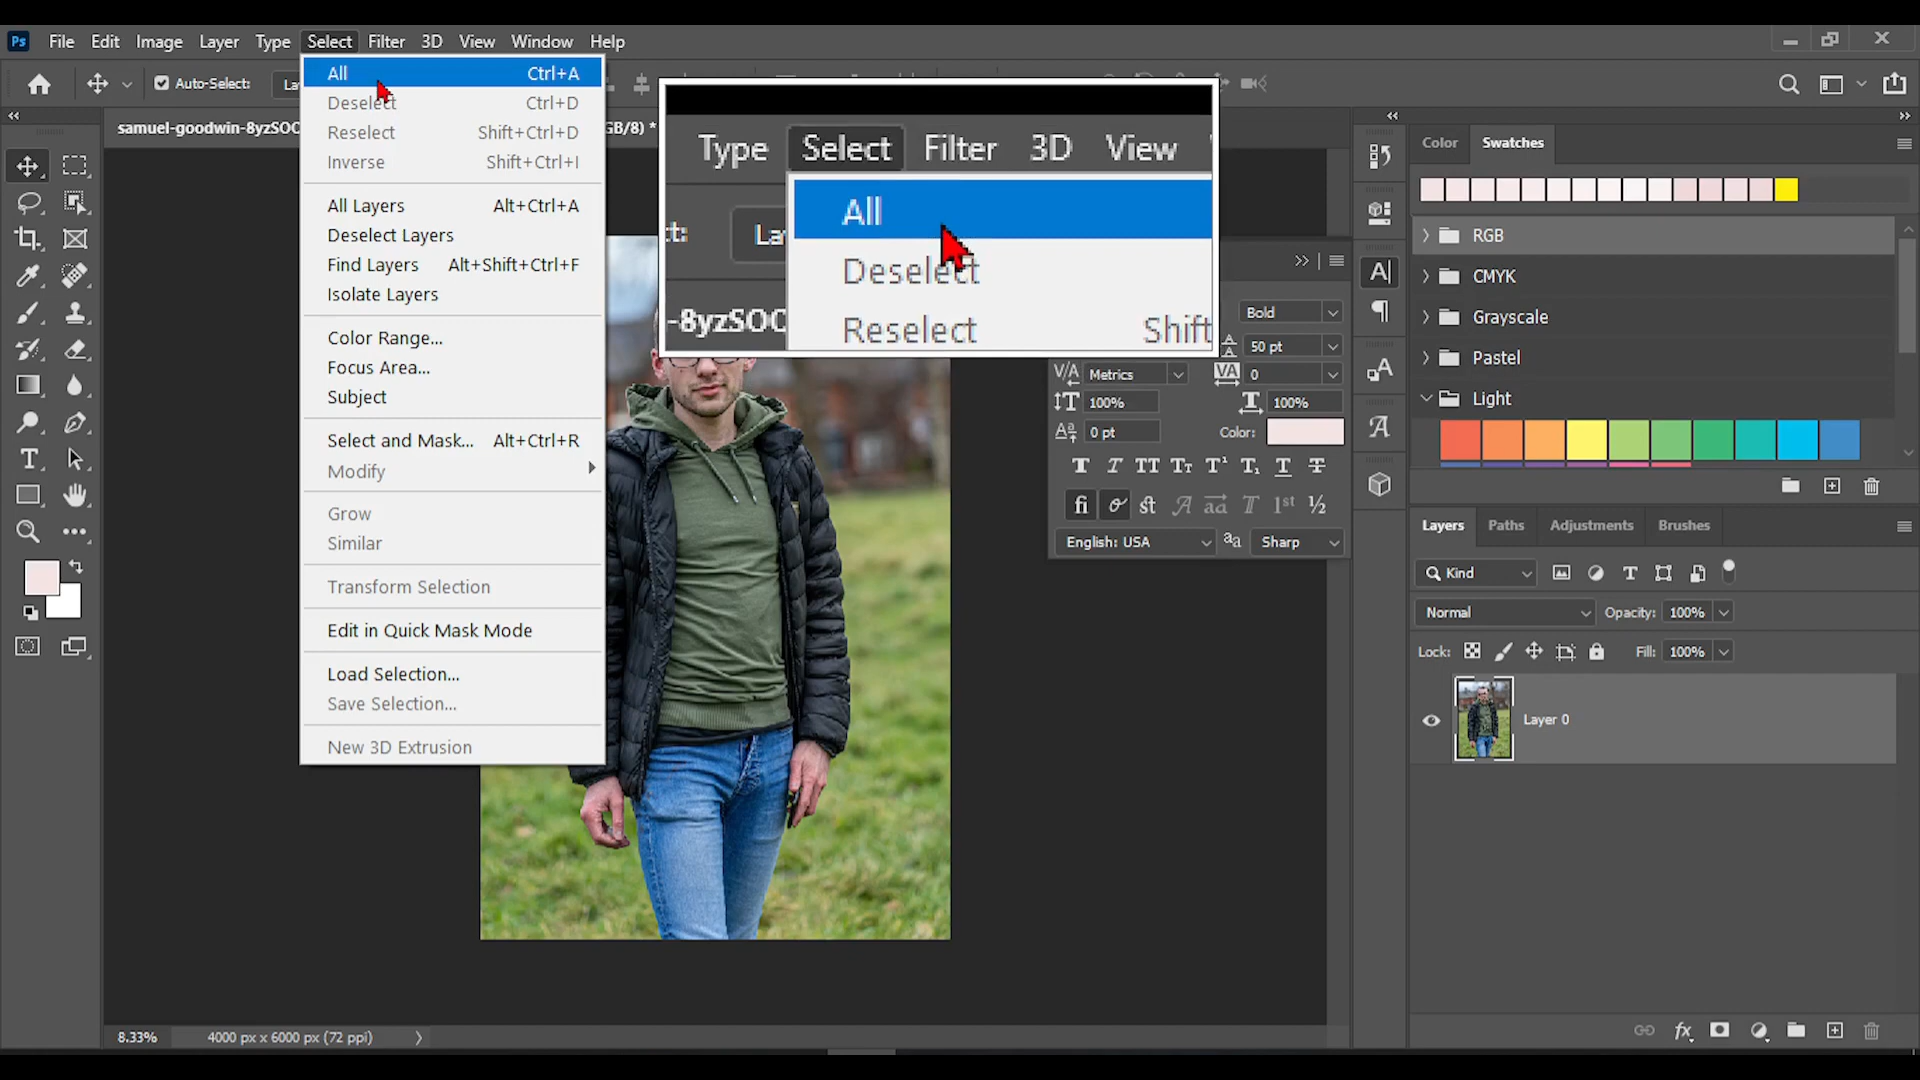 Ps File Edit Image Layer Type Select Filter 3D View Window Help
Auto-Select: La
samuel-goodwin-8yzSOO GB/8) *
All Ctrl+A
Deselect Ctrl+D
Reselect Shift+Ctrl+D
Inverse Shift+Ctrl+I
All Layers Alt+Ctrl+A
Deselect Layers
Find Layers Alt+Shift+Ctrl+F
Isolate Layers
Color Range...
Focus Area...
Subject
Select and Mask... Alt+Ctrl+R
Modify
Grow
Similar
Transform Selection
Edit in Quick Mask Mode
Load Selection...
Save Selection...
New 3D Extrusion
Type Select Filter 3D View
ct: La
All
Deselect
-8yzSOO Reselect Shift
Bold
50 pt
Metrics 0
100% 100%
0 pt Color:
English: USA aa Sharp
Color Swatches
RGB
CMYK
Grayscale
Pastel
Light
Layers Paths Adjustments Brushes
Kind
Normal Opacity: 100%
Lock: Fill: 100%
Layer 0
8.33% 4000 px x 6000 px (72 ppi)